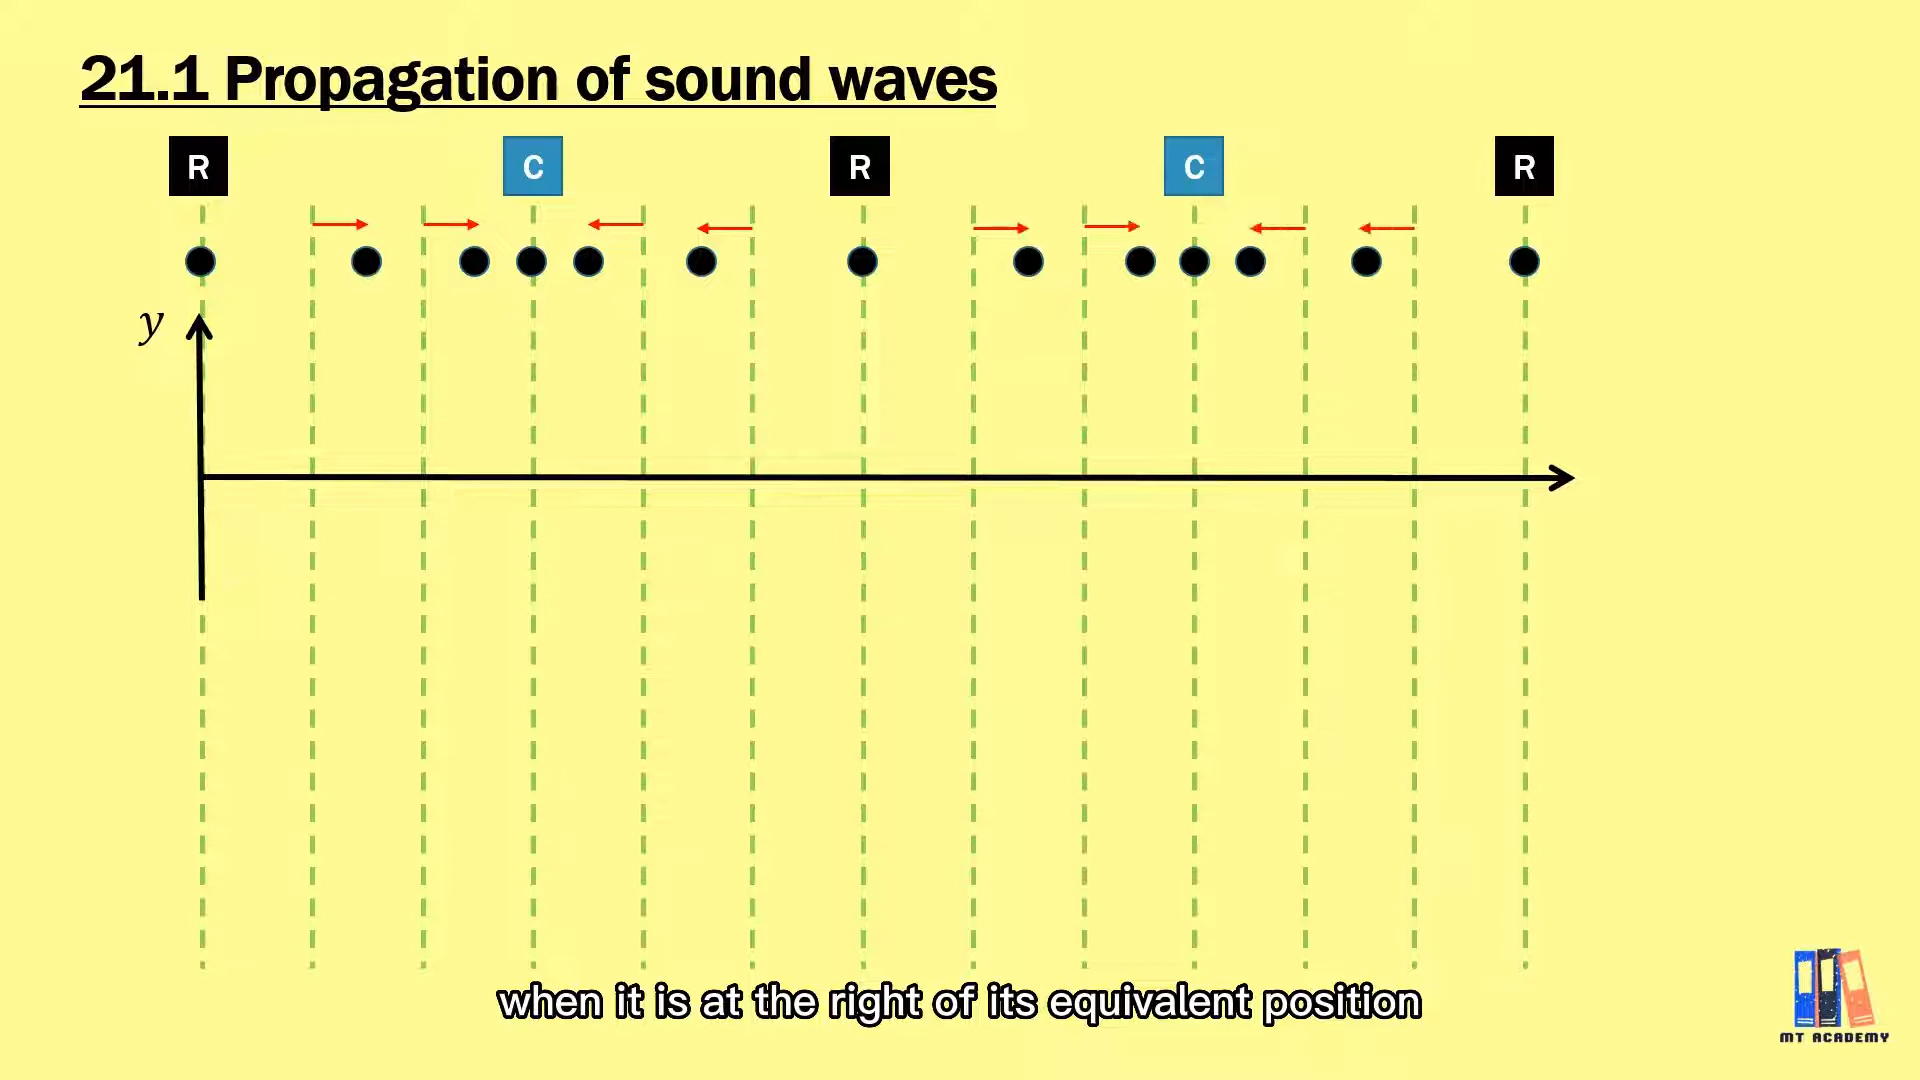 21.1 Propagation of sound waves
R C R C R
y
when it is at the right of its equivalent position
MT ACADEMY